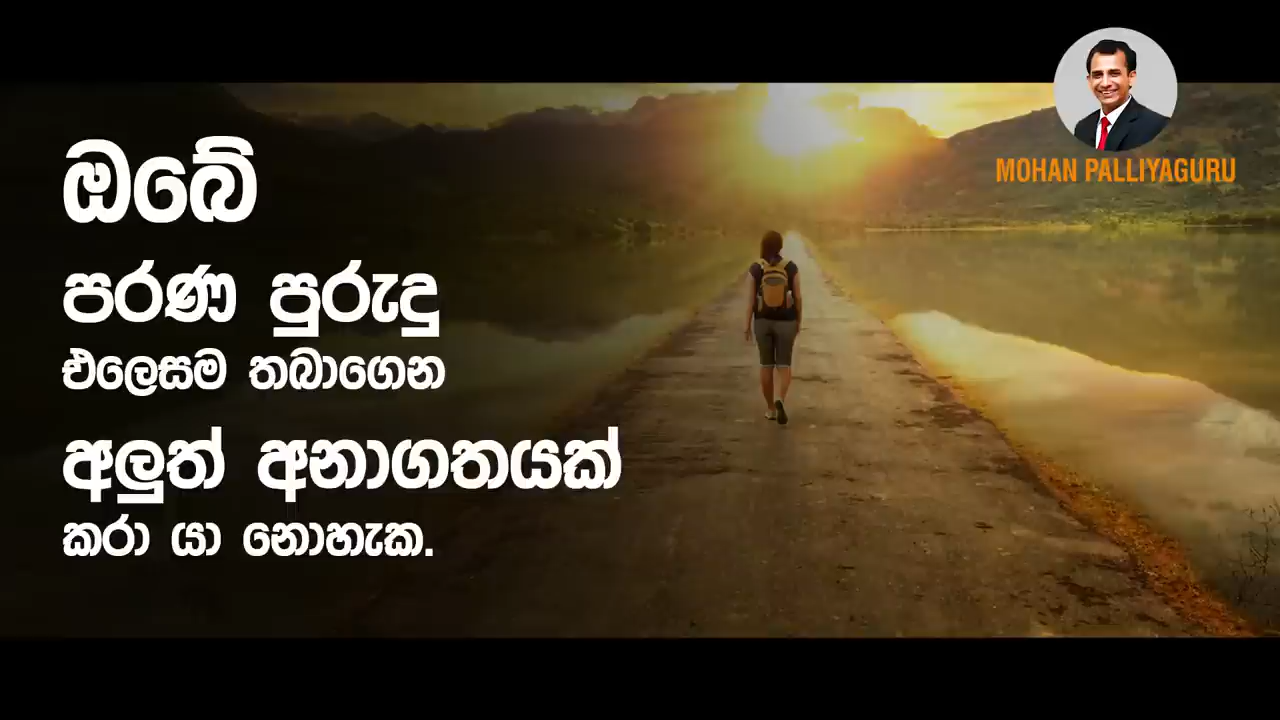 ඔබේ
පරණ පුරුදු
එලෙසම තබාගෙන
අලුත් අනාගතයක්
කරා යා නොහැක.
MOHAN PALLIYAGURU